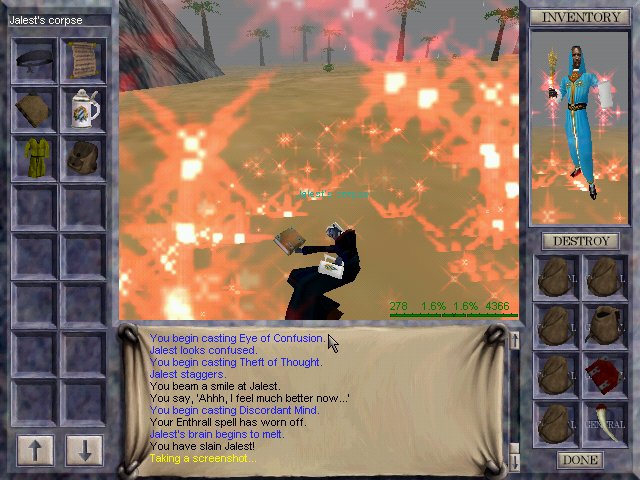 Jalest's corpse
INVENTORY
Jalest's corpse
DESTROY
278 1.6% 1.6% 4366
You begin casting Eye of Confusion.
Jalest looks confused.
You begin casting Theft of Thought.
Jalest staggers.
You beam a smile at Jalest.
You say, 'Ahhh, I feel much better now...'
You begin casting Discordant Mind.
Your Enthrall spell has worn off.
Jalest's brain begins to melt.
You have slain Jalest!
Taking a screenshot...
GENERAL
DONE